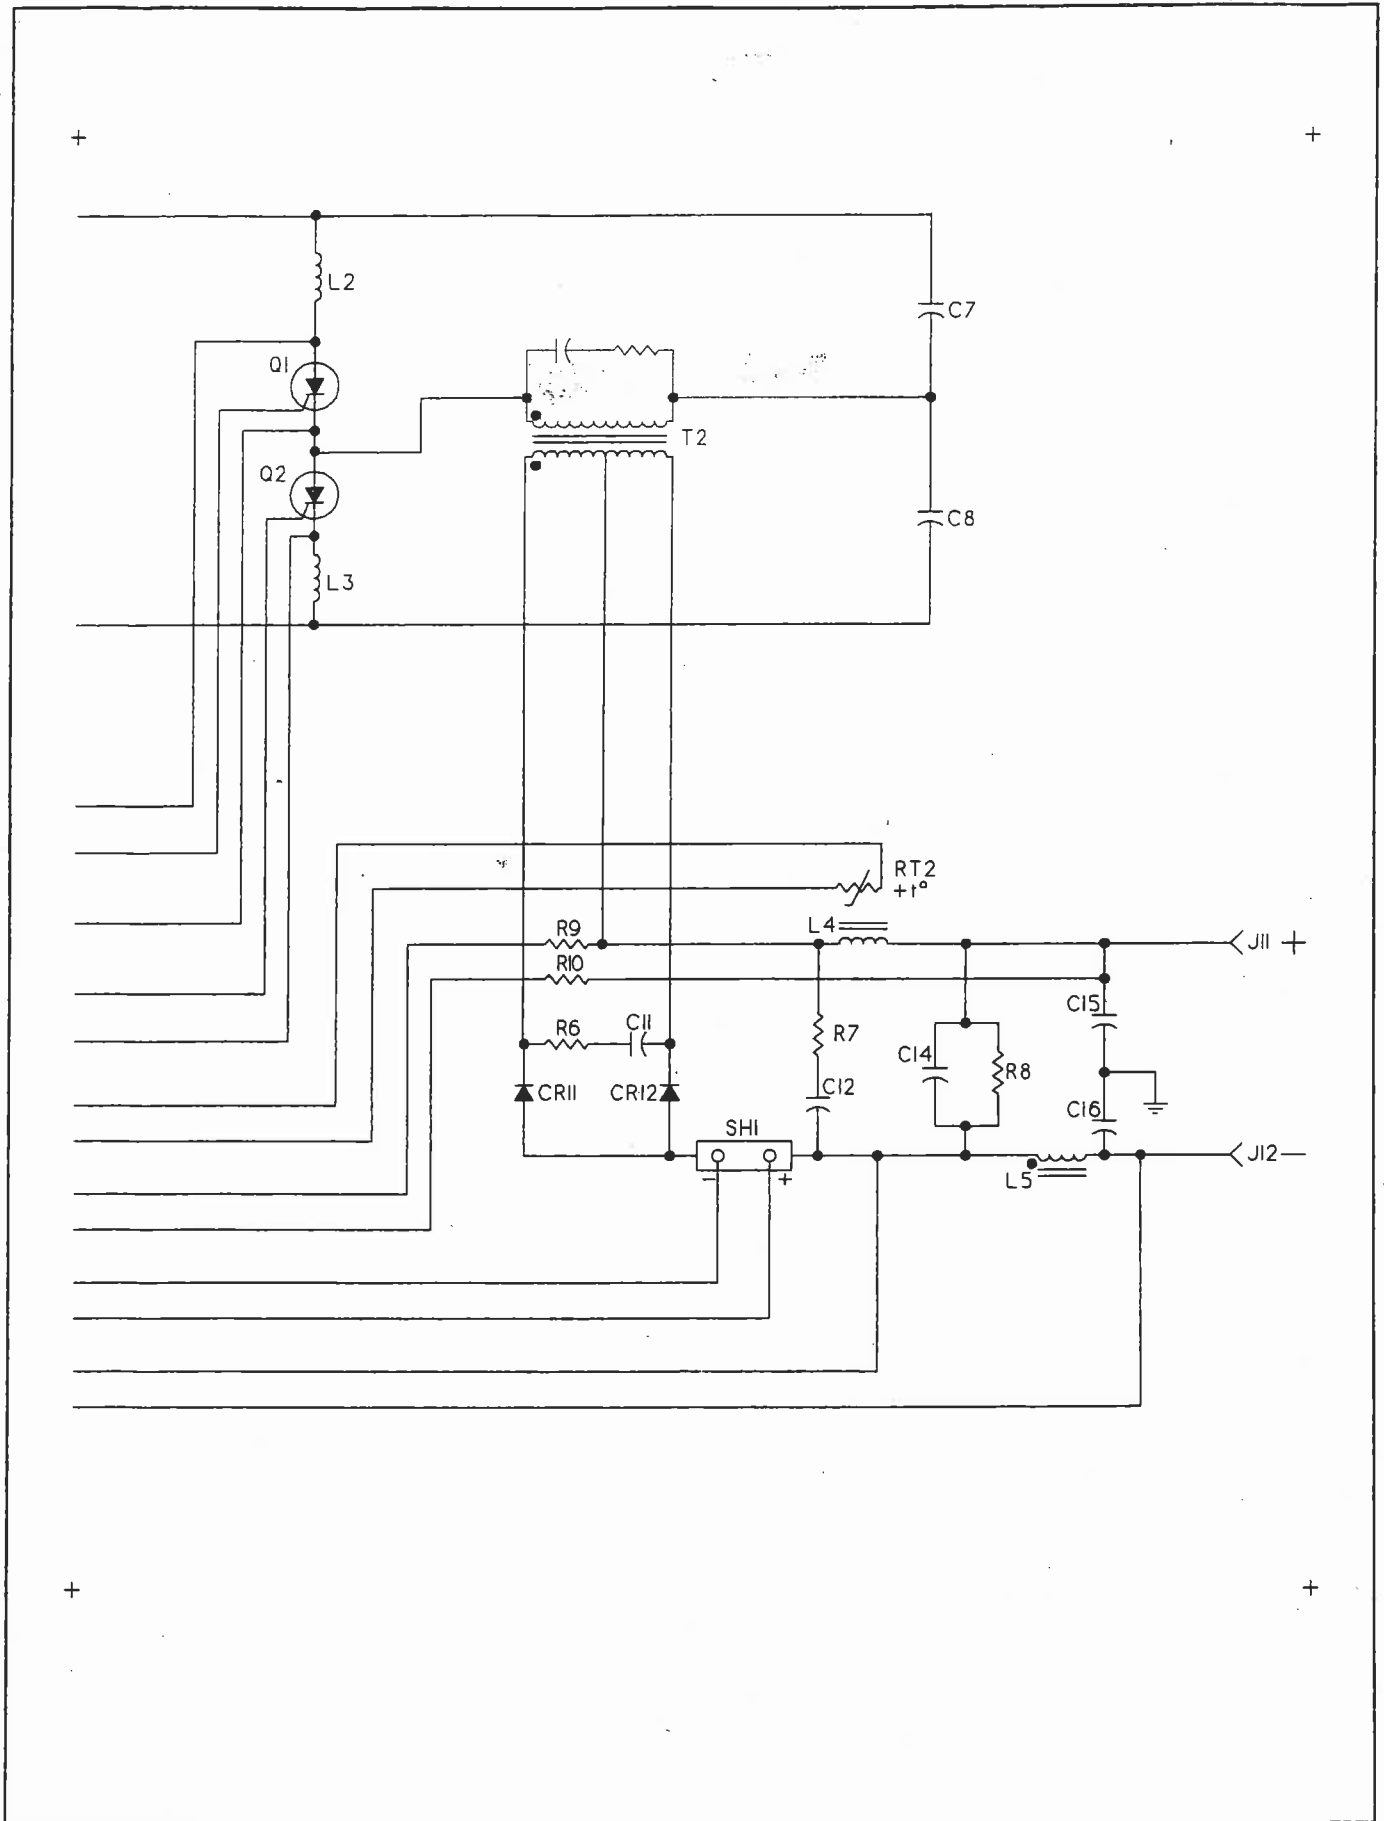 L2
C7
Q1
T2
Q2
C8
L3
RT2
+t°
L4
R9
J11 +
R10
C15
R6
C11
R7
C14
R8
CR11
CR12
C12
C16
SH1
J12 —
- +
L5